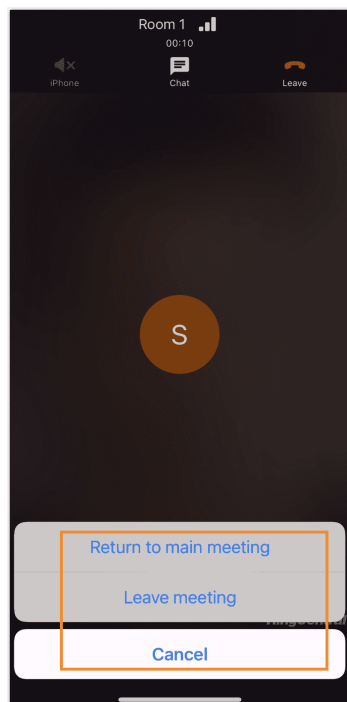 Room 1
00:10
iPhone
Chat
Leave
S
Return to main meeting
Leave meeting
Cancel